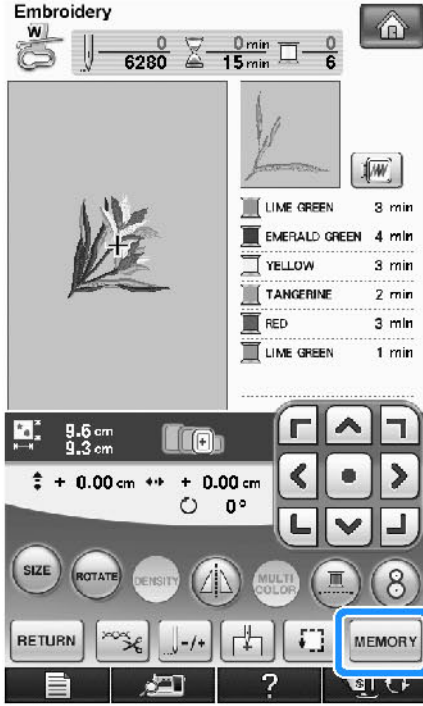 Embroidery
W
0 0 min 0
6280 15 min 6
LIME GREEN 3 min
EMERALD GREEN 4 min
YELLOW 3 min
TANGERINE 2 min
RED 3 min
LIME GREEN 1 min
9.6 cm
9.3 cm
+ 0.00 cm + 0.00 cm
0°
SIZE ROTATE DENSITY MULTI COLOR 8
RETURN -/+ MEMORY
? $